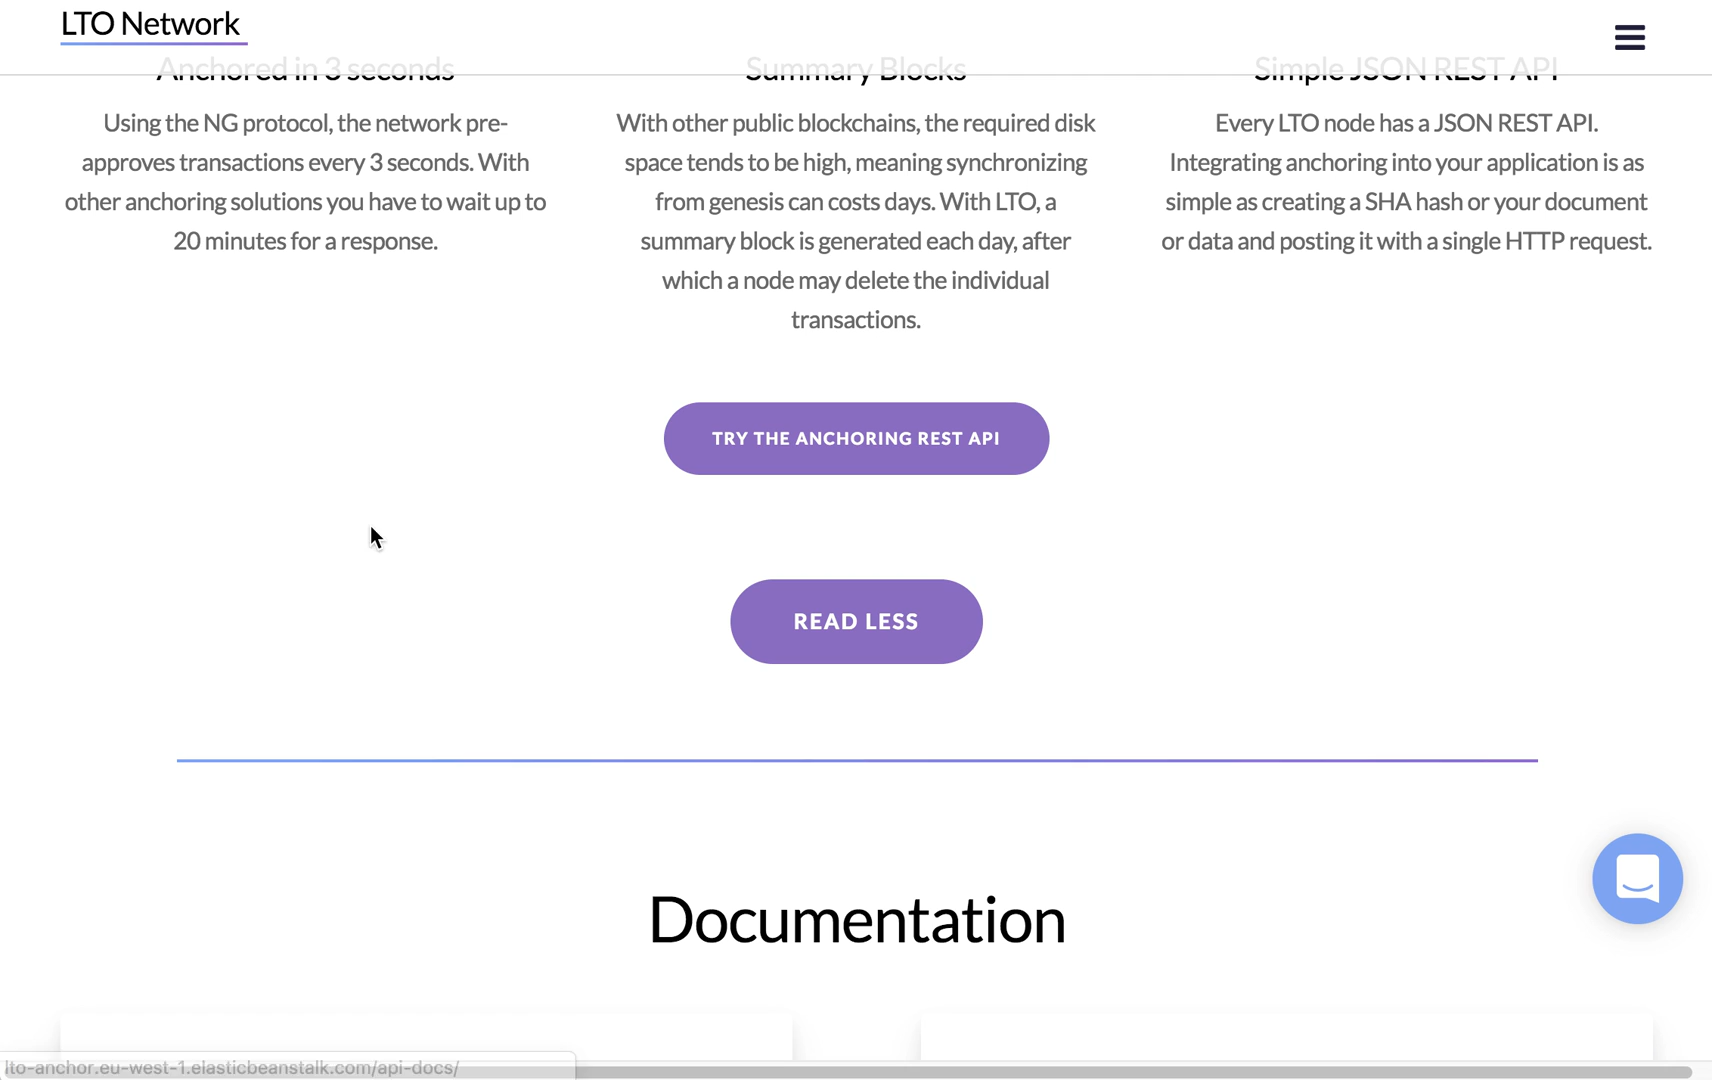 LTO Network
Anchored in 3 seconds
Using the NG protocol, the network pre-
approves transactions every 3 seconds. With
other anchoring solutions you have to wait up to
20 minutes for a response.
Summary Blocks
With other public blockchains, the required disk
space tends to be high, meaning synchronizing
from genesis can costs days. With LTO, a
summary block is generated each day, after
which a node may delete the individual
transactions.
Simple JSON REST API
Every LTO node has a JSON REST API.
Integrating anchoring into your application is as
simple as creating a SHA hash or your document
or data and posting it with a single HTTP request.
TRY THE ANCHORING REST API
READ LESS
Documentation
lto-anchor.eu-west-1.elasticbeanstalk.com/api-docs/